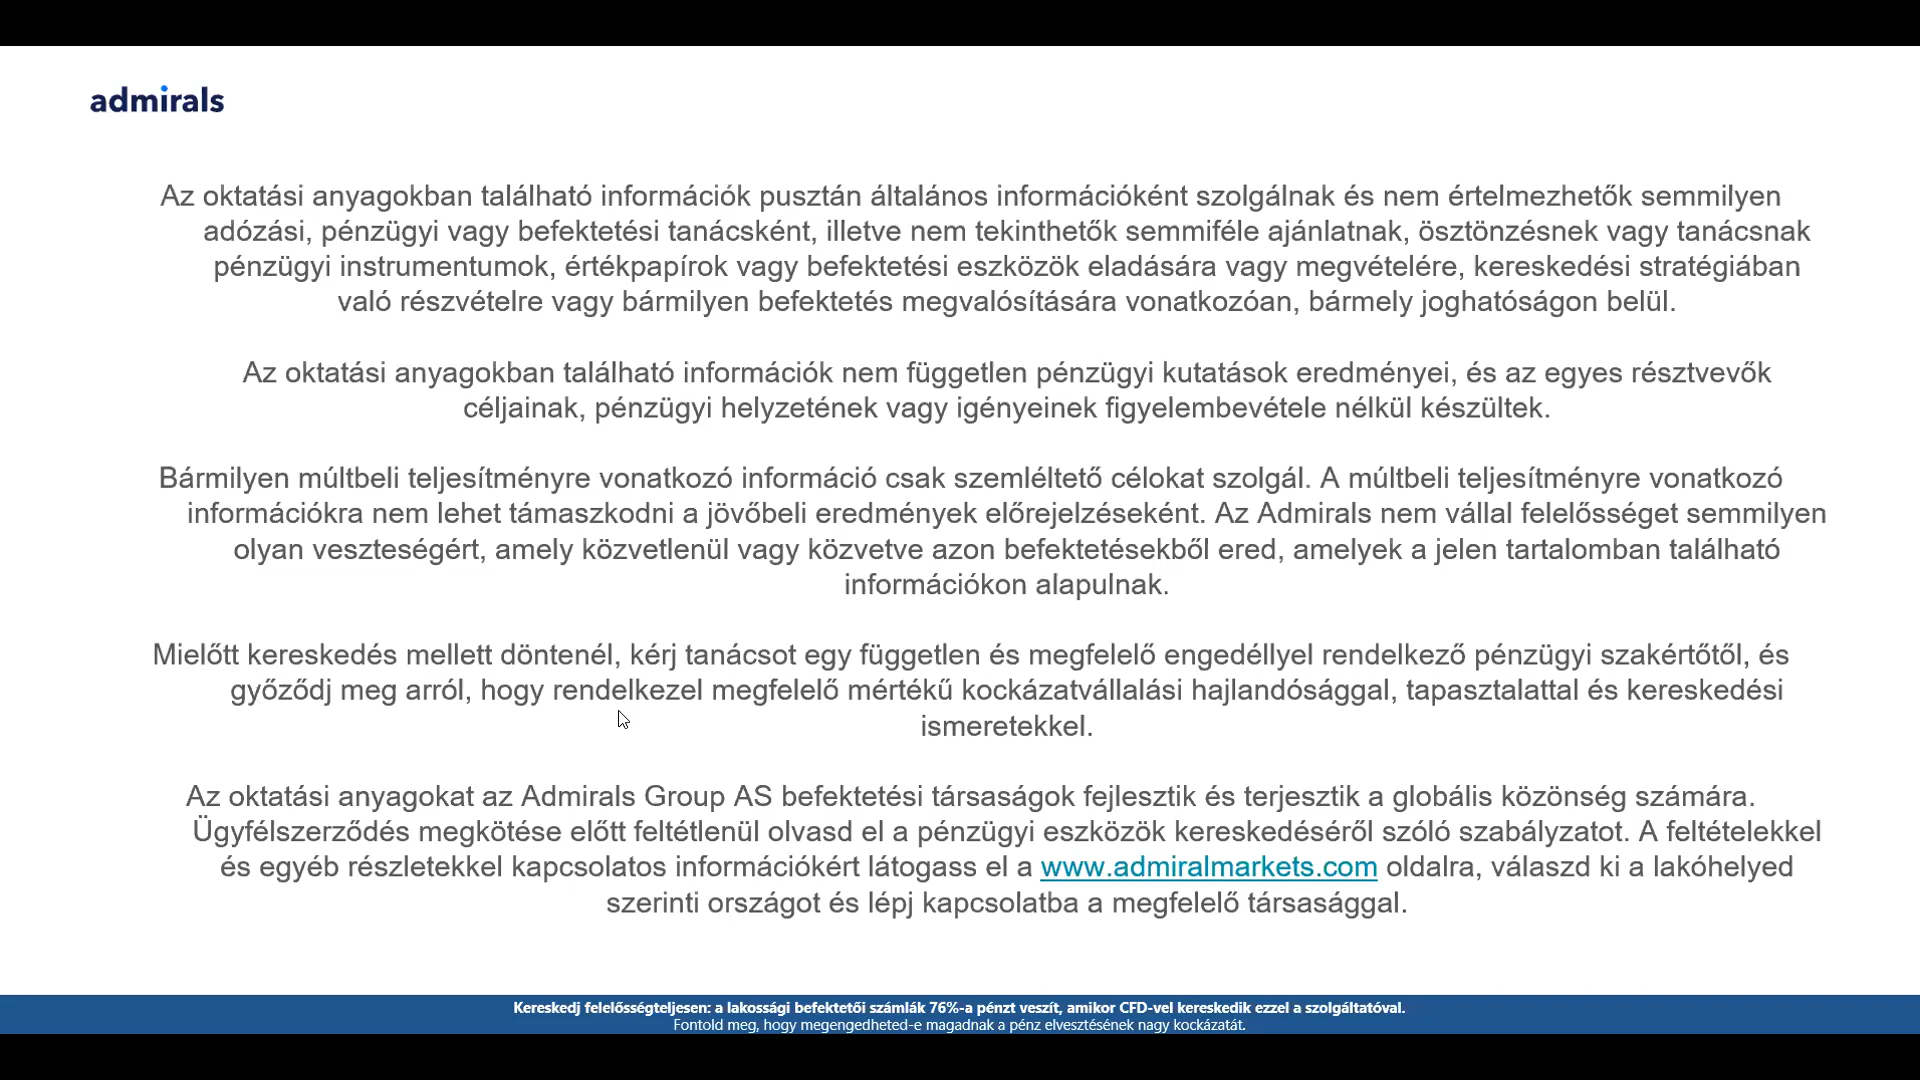 admirals
Az oktatási anyagokban található információk pusztán általános információként szolgálnak és nem értelmezhetők semmilyen
adózási, pénzügyi vagy befektetési tanácsként, illetve nem tekinthetők semmiféle ajánlatnak, ösztönzésnek vagy tanácsnak
pénzügyi instrumentumok, értékpapírok vagy befektetési eszközök eladására vagy megvételére, kereskedési stratégiában
való részvételre vagy bármilyen befektetés megvalósítására vonatkozóan, bármely joghatóságon belül.
Az oktatási anyagokban található információk nem független pénzügyi kutatások eredményei, és az egyes résztvevők
céljainak, pénzügyi helyzetének vagy igényeinek figyelembevétele nélkül készültek.
Bármilyen múltbeli teljesítményre vonatkozó információ csak szemléltető célokat szolgál. A múltbeli teljesítményre vonatkozó
információkra nem lehet támaszkodni a jövőbeli eredmények előrejelzéseként. Az Admirals nem vállal felelősséget semmilyen
olyan veszteségért, amely közvetlenül vagy közvetve azon befektetésekből ered, amelyek a jelen tartalomban található
információkon alapulnak.
Mielőtt kereskedés mellett döntenél, kérj tanácsot egy független és megfelelő engedéllyel rendelkező pénzügyi szakértőtől, és
győződj meg arról, hogy rendelkezel megfelelő mértékű kockázatvállalási hajlandósággal, tapasztalattal és kereskedési
ismeretekkel.
Az oktatási anyagokat az Admirals Group AS befektetési társaságok fejlesztik és terjesztik a globális közönség számára.
Ügyfélszerződés megkötése előtt feltétlenül olvasd el a pénzügyi eszközök kereskedéséről szóló szabályzatot. A feltételekkel
és egyéb részletekkel kapcsolatos információkért látogass el a www.admiralmarkets.com oldalra, válaszd ki a lakóhelyed
szerinti országot és lépj kapcsolatba a megfelelő társasággal.
Kereskedj felelősségteljesen: a lakossági befektetői számlák 76%-a pénzt veszít, amikor CFD-vel kereskedik ezzel a szolgáltatóval.
Fontold meg, hogy megengedheted-e magadnak a pénz elvesztésének nagy kockázatát.